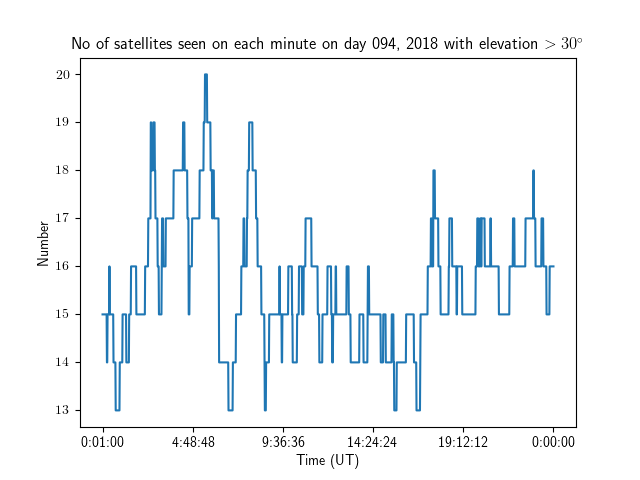 No of satellites seen on each minute on day 094, 2018 with elevation > 30°
20
19
18
17
16
15
14
13
Number
0:01:00 4:48:48 9:36:36 14:24:24 19:12:12 0:00:00
Time (UT)